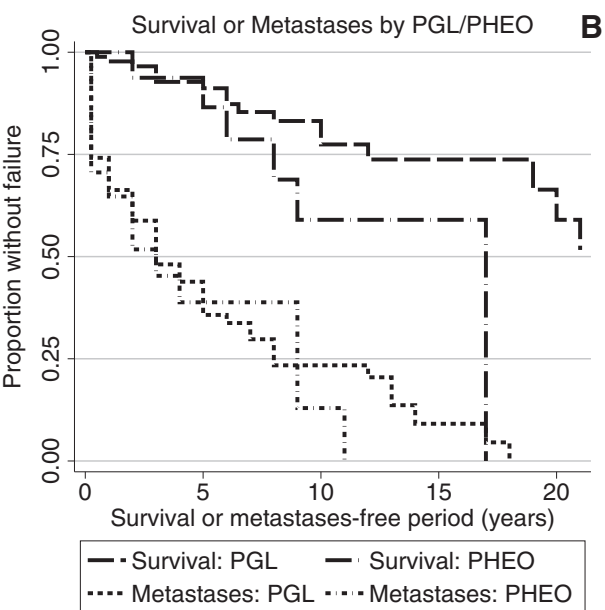 Survival or Metastases by PGL/PHEO
B
Proportion without failure
1.00
0.75
0.50
0.25
0.00
0 5 10 15 20
Survival or metastases-free period (years)
Survival: PGL Survival: PHEO
Metastases: PGL Metastases: PHEO